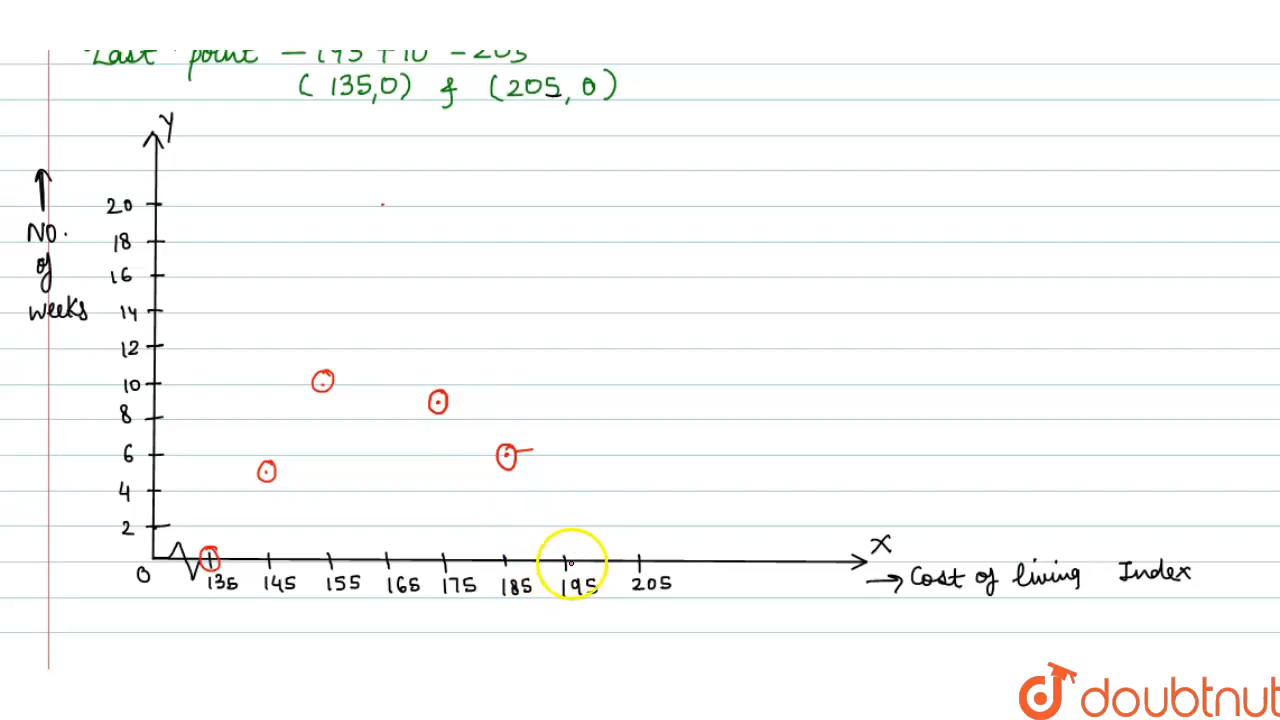 Last point - 195 + 10 = 205
(135,0) & (205,0)
Y
20
18
16
14
12
10
8
6
4
2
NO.
of
weeks
0
135 145 155 165 175 185 195 205
X
→ Cost of living Index
doubtnut